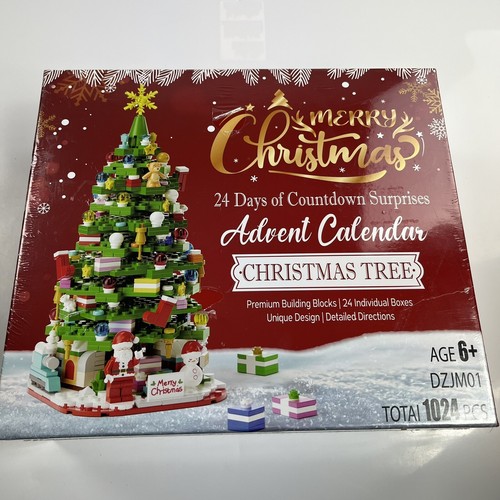 MERRY
Christmas
24 Days of Countdown Surprises
Advent Calendar
CHRISTMAS TREE
Premium Building Blocks | 24 Individual Boxes
Unique Design | Detailed Directions
AGE 6+
DZJM01
TOTAL 1024 PCS
Merry
Christmas